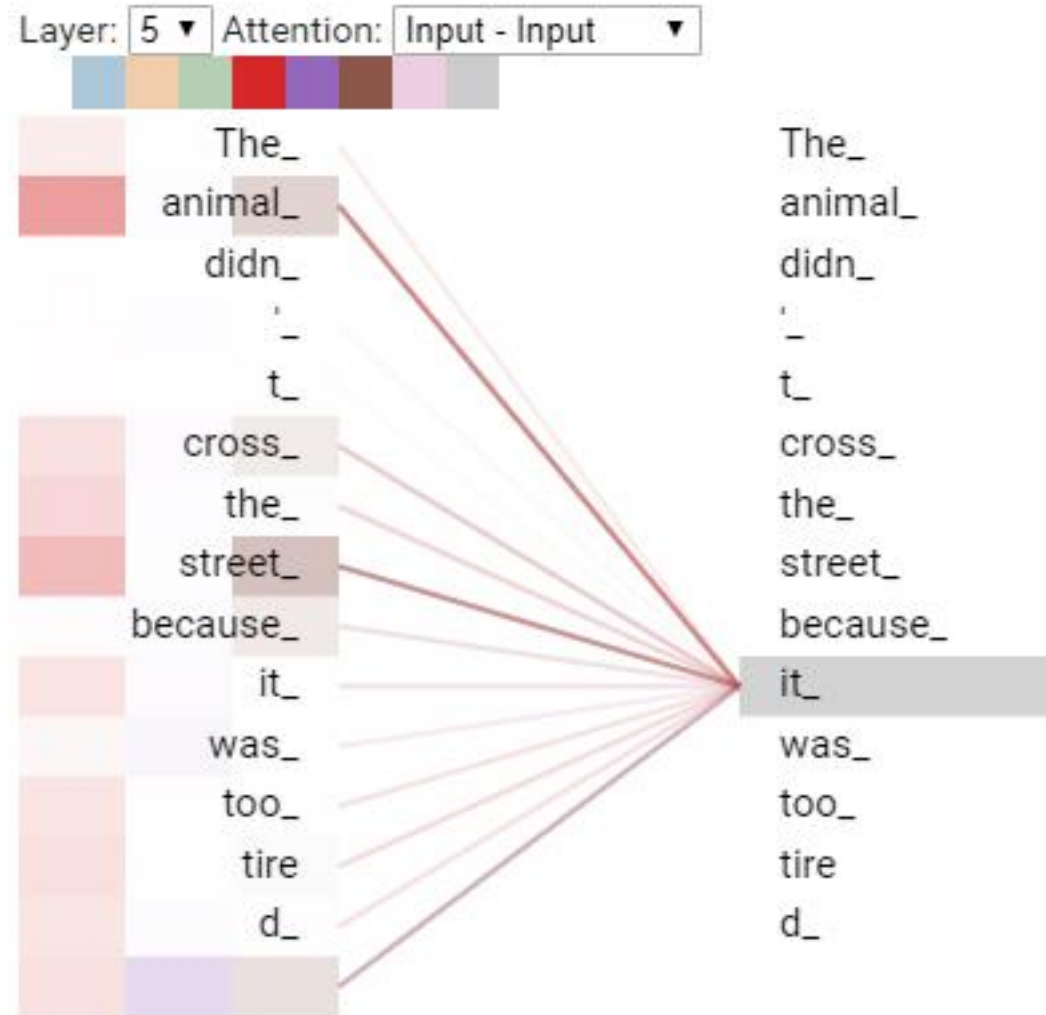 Layer: 5 ▼ Attention: Input - Input ▼
The_ The_
animal_ animal_
didn_ didn_
'_ '_
t_ t_
cross_ cross_
the_ the_
street_ street_
because_ because_
it_ it_
was_ was_
too_ too_
tire tire
d_ d_